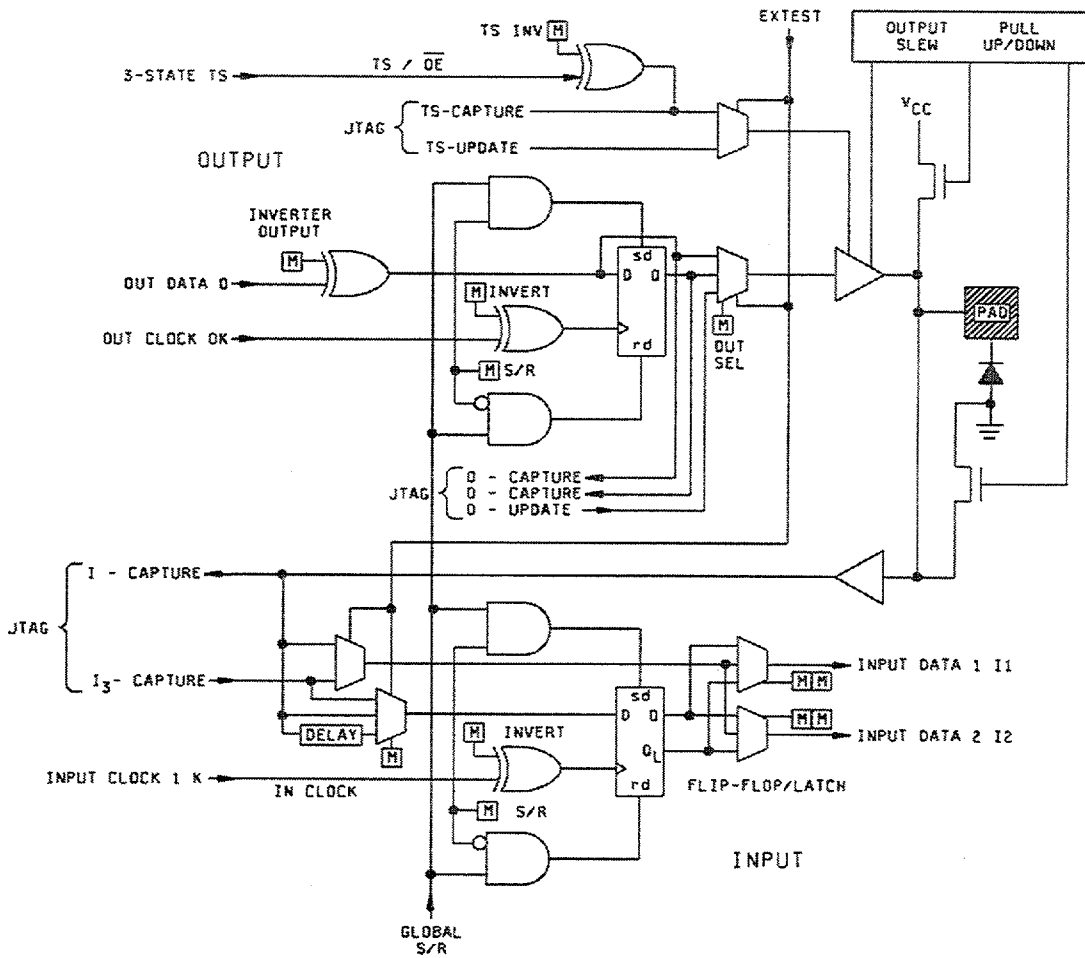 EXTEST
OUTPUT SLEW
PULL UP/DOWN
TS INV M
TS / OE
3-STATE TS
VCC
JTAG
TS-CAPTURE
TS-UPDATE
OUTPUT
INVERTER OUTPUT
M
OUT DATA O
sd
D
Q
rd
M INVERT
OUT CLOCK OK
M S/R
M
OUT SEL
PAD
JTAG
O - CAPTURE
Q - CAPTURE
O - UPDATE
JTAG
I - CAPTURE
I3- CAPTURE
DELAY
M
sd
D
Q
QL
rd
M INVERT
INPUT CLOCK 1 K
IN CLOCK
M S/R
M M
INPUT DATA 1 I1
M M
INPUT DATA 2 I2
FLIP-FLOP/LATCH
INPUT
GLOBAL
S/R